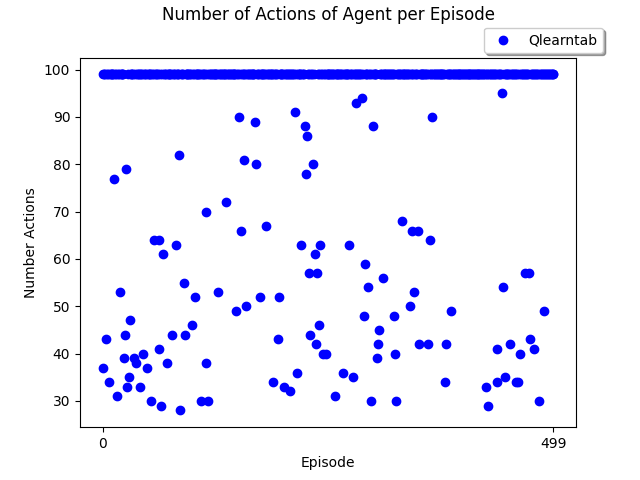 Number of Actions of Agent per Episode
Qlearntab
100
90
80
70
60
50
40
30
Number Actions
0
499
Episode